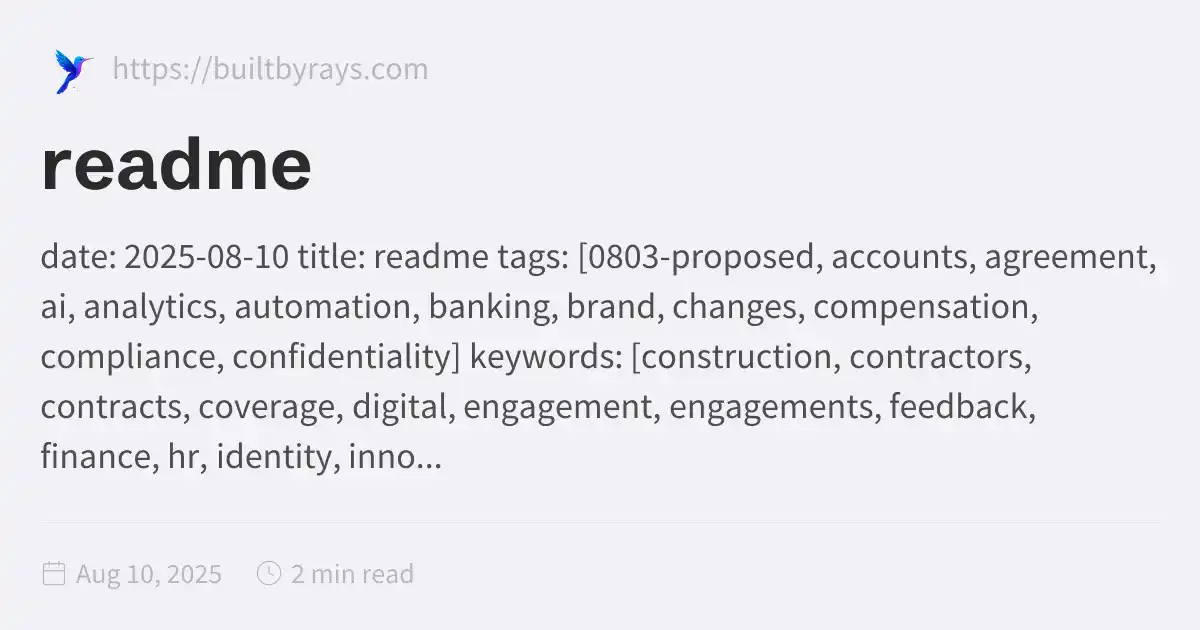 https://builtbyrays.com
readme
date: 2025-08-10 title: readme tags: [0803-proposed, accounts, agreement,
ai, analytics, automation, banking, brand, changes, compensation,
compliance, confidentiality] keywords: [construction, contractors,
contracts, coverage, digital, engagement, engagements, feedback,
finance, hr, identity, inno...
Aug 10, 2025 2 min read